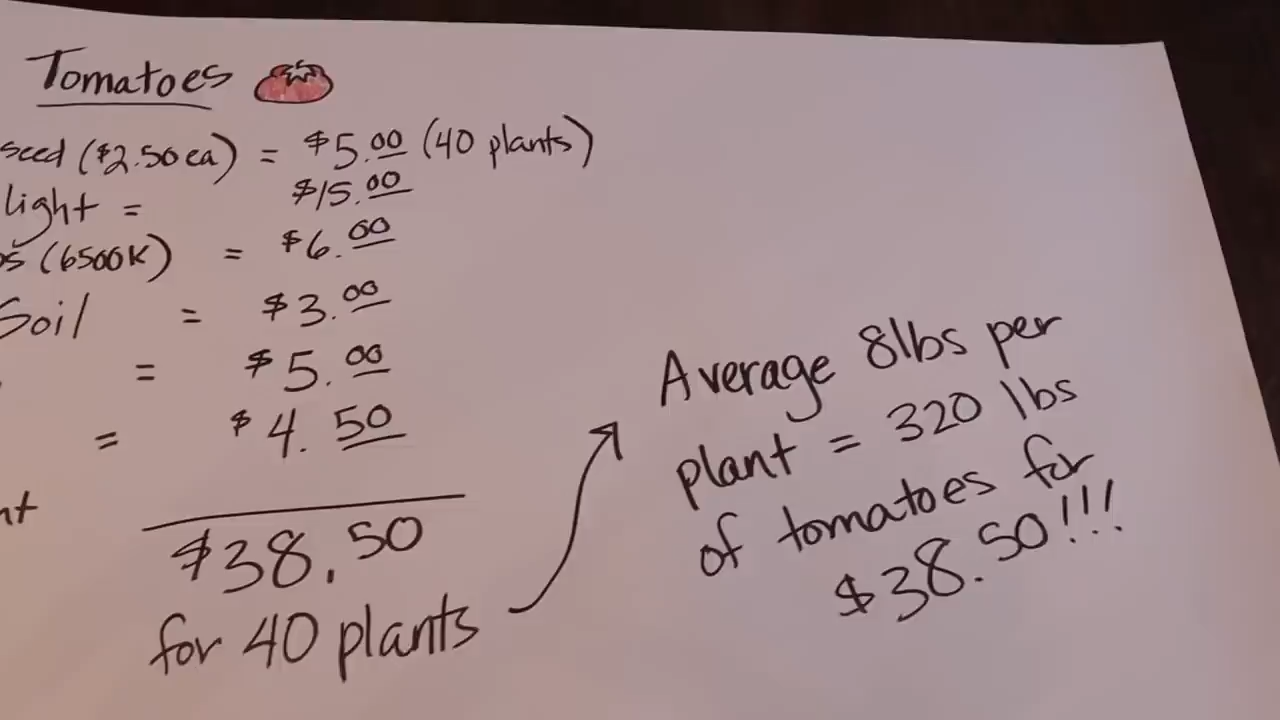 Tomatoes
seed ($2.50 ea) = $5.00 (40 plants)
light = $15.00
(6500K) = $6.00
Soil = $3.00
= $5.00
= $4.50
$38.50
for 40 plants
Average 8lbs per
plant = 320 lbs
of tomatoes for
$38.50!!!